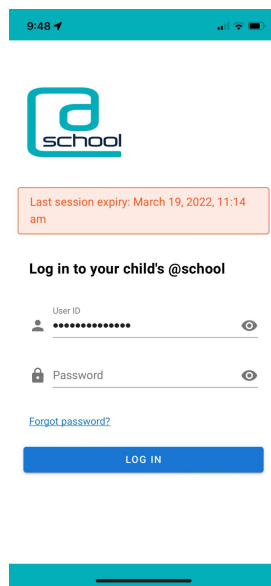 9:48
a
school
Last session expiry: March 19, 2022, 11:14
am
Log in to your child's @school
User ID
•••••••••••••
Password
Forgot password?
LOG IN